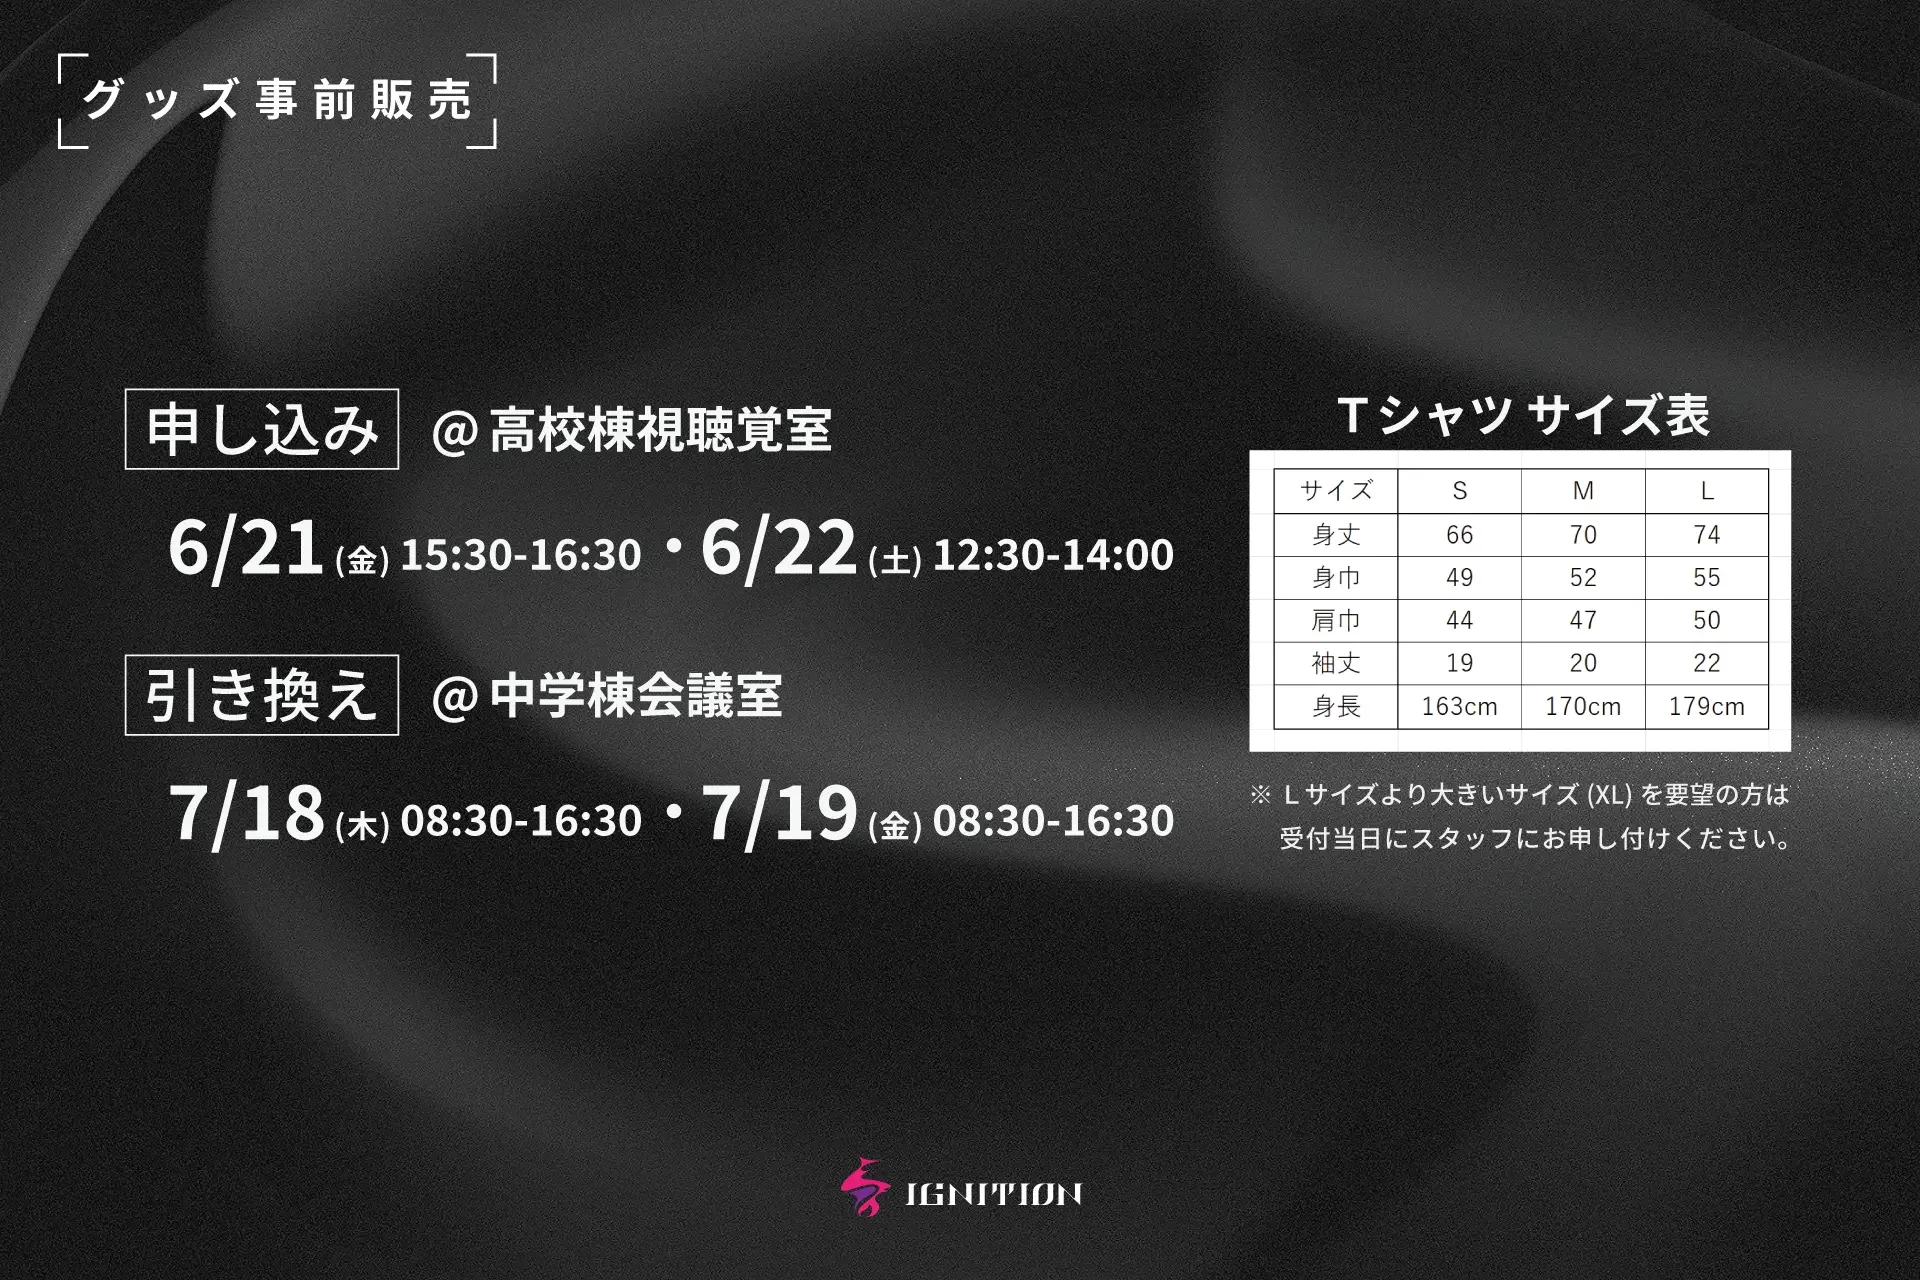 グッズ事前販売
申し込み @高校棟視聴覚室
6/21(金)15:30-16:30・6/22(土)12:30-14:00
引き換え @中学棟会議室
7/18(木)08:30-16:30・7/19(金)08:30-16:30
Tシャツ サイズ表
サイズ S M L
身丈 66 70 74
身巾 49 52 55
肩巾 44 47 50
袖丈 19 20 22
身長 163cm 170cm 179cm
※ Lサイズより大きいサイズ(XL)を要望の方は
受付当日にスタッフにお申し付けください。
IGNITION